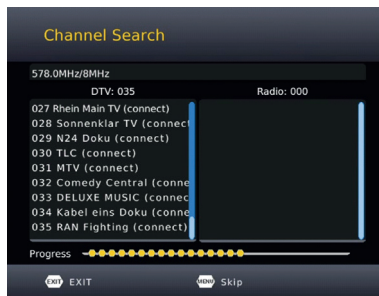 Channel Search
578.0MHz/8MHz
DTV: 035 Radio: 000
027 Rhein Main TV (connect)
028 Sonnenklar TV (connect
029 N24 Doku (connect)
030 TLC (connect)
031 MTV (connect)
032 Comedy Central (conne
033 DELUXE MUSIC (connec
034 Kabel eins Doku (conne
035 RAN Fighting (connect)
Progress
EXIT EXIT MENU Skip